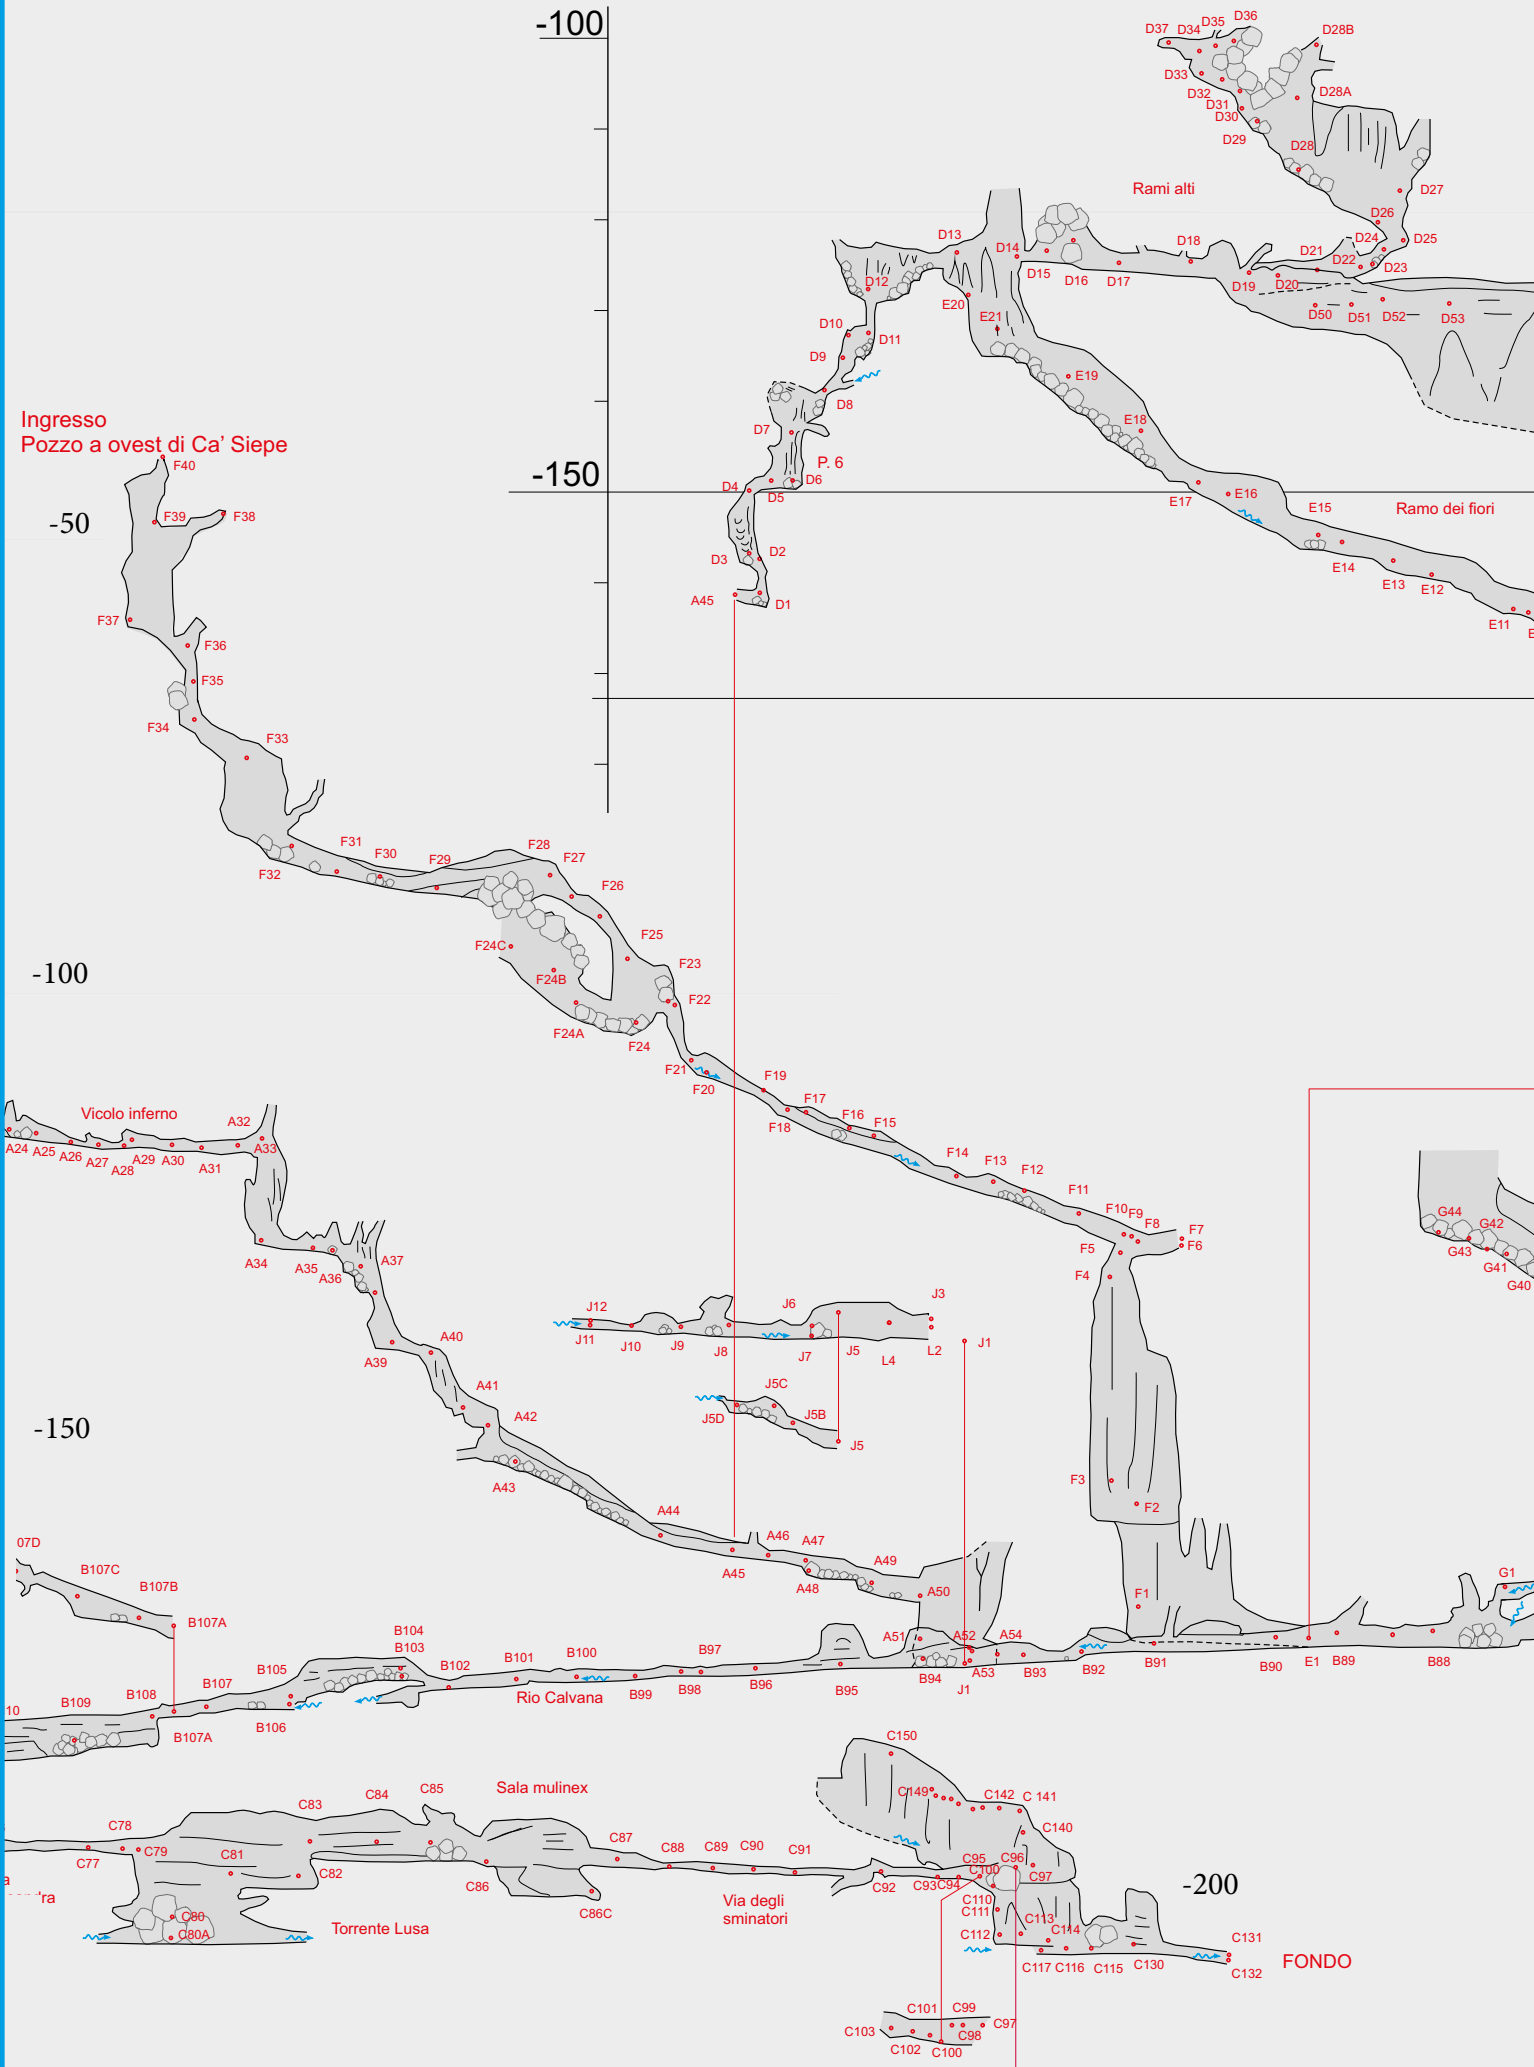 -100
D37
D34
D35
D36
D28B
D33
D32
D31
D30
D29
D28A
D28
D27
Rami alti
D26
D25
D24
D23
D22
D21
D20
D19
D18
D17
D16
D15
D14
D13
D12
D50
D51
D52
D53
E20
E21
D10
D11
D9
D8
D7
P. 6
D6
D5
D4
D3
D2
D1
A45
E19
E18
E17
E16
E15
E14
E13
E12
E11
Ramo dei fiori
-150
Ingresso
Pozzo a ovest di Ca' Siepe
F40
F39
F38
-50
F37
F36
F35
F34
F33
F32
F31
F30
F29
F28
F27
F26
F25
F24C
F24B
F24A
F24
F23
F22
-100
F21
F20
F19
F18
F17
F16
F15
F14
F13
F12
F11
F10
F9
F8
F7
F6
F5
F4
F3
F2
F1
Vicolo inferno
A24
A25
A26
A27
A28
A29
A30
A31
A32
A33
A34
A35
A36
A37
A39
A40
A41
A42
A43
A44
A45
A46
A47
A48
A49
A50
A51
A52
A53
A54
-150
J12
J11
J10
J9
J8
J6
J7
J5
L4
J3
L2
J1
J5C
J5D
J5B
J5
J1
G44
G43
G42
G41
G40
G1
07D
B107C
B107B
B107A
B104
B103
B105
B102
B101
B100
B99
B98
B97
B96
B95
B94
B93
B92
B91
B90
E1
B89
B88
Rio Calvana
10
B109
B108
B107
B106
B107A
C150
C149
C142
C 141
C140
Sala mulinex
C77
C78
C79
C81
C82
C83
C84
C85
C86
C86C
C87
C88
C89
C90
C91
C92
C93
C94
C95
C100
C96
C97
C80
C80A
Torrente Lusa
Via degli
sminatori
-200
C110
C111
C112
C113
C114
C117
C116
C115
C130
C131
C132
FONDO
C103
C102
C101
C100
C99
C98
C97